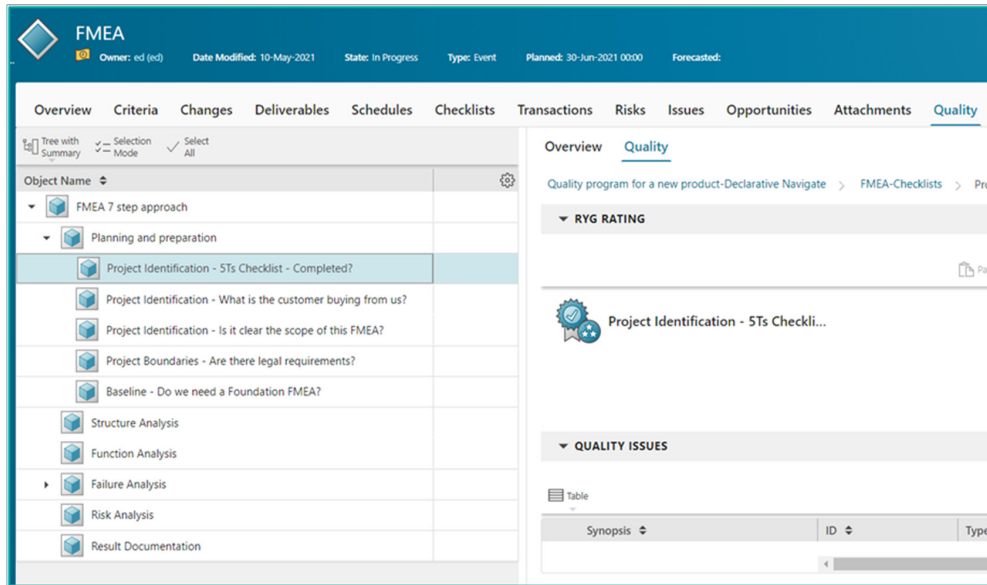 FMEA
Owner: ed (ed) Date Modified: 10-May-2021 State: In Progress Type: Event Planned: 30-Jun-2021 00:00 Forecasted:
Overview Criteria Changes Deliverables Schedules Checklists Transactions Risks Issues Opportunities Attachments Quality
Tree with Summary Selection Mode Select All
Object Name
FMEA 7 step approach
Planning and preparation
Project Identification - 5Ts Checklist - Completed?
Project Identification - What is the customer buying from us?
Project Identification - Is it clear the scope of this FMEA?
Project Boundaries - Are there legal requirements?
Baseline - Do we need a Foundation FMEA?
Structure Analysis
Function Analysis
Failure Analysis
Risk Analysis
Result Documentation
Overview Quality
Quality program for a new product-Declarative Navigate > FMEA-Checklists > Pro
RYG RATING
Pa
Project Identification - 5Ts Checkli...
QUALITY ISSUES
Table
Synopsis ID Type